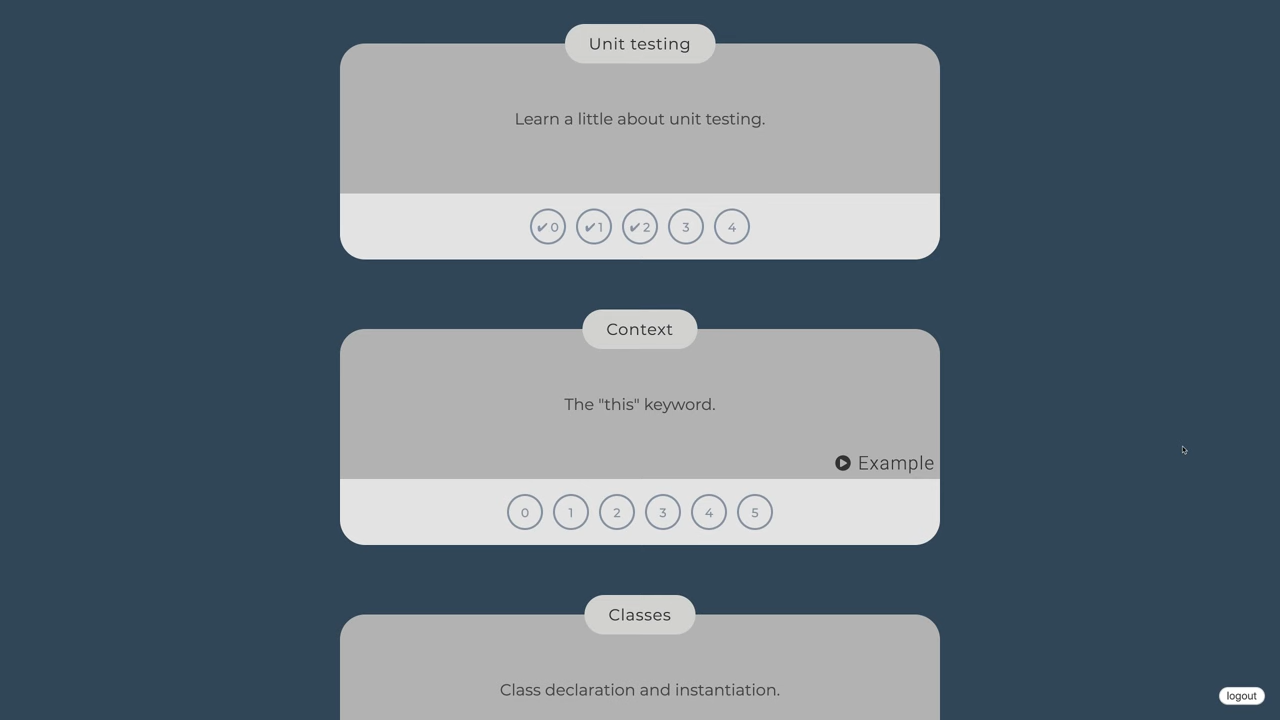 Unit testing
Learn a little about unit testing.
✔ 0 ✔ 1 ✔ 2 3 4
Context
The "this" keyword.
Example
0 1 2 3 4 5
Classes
Class declaration and instantiation.
logout